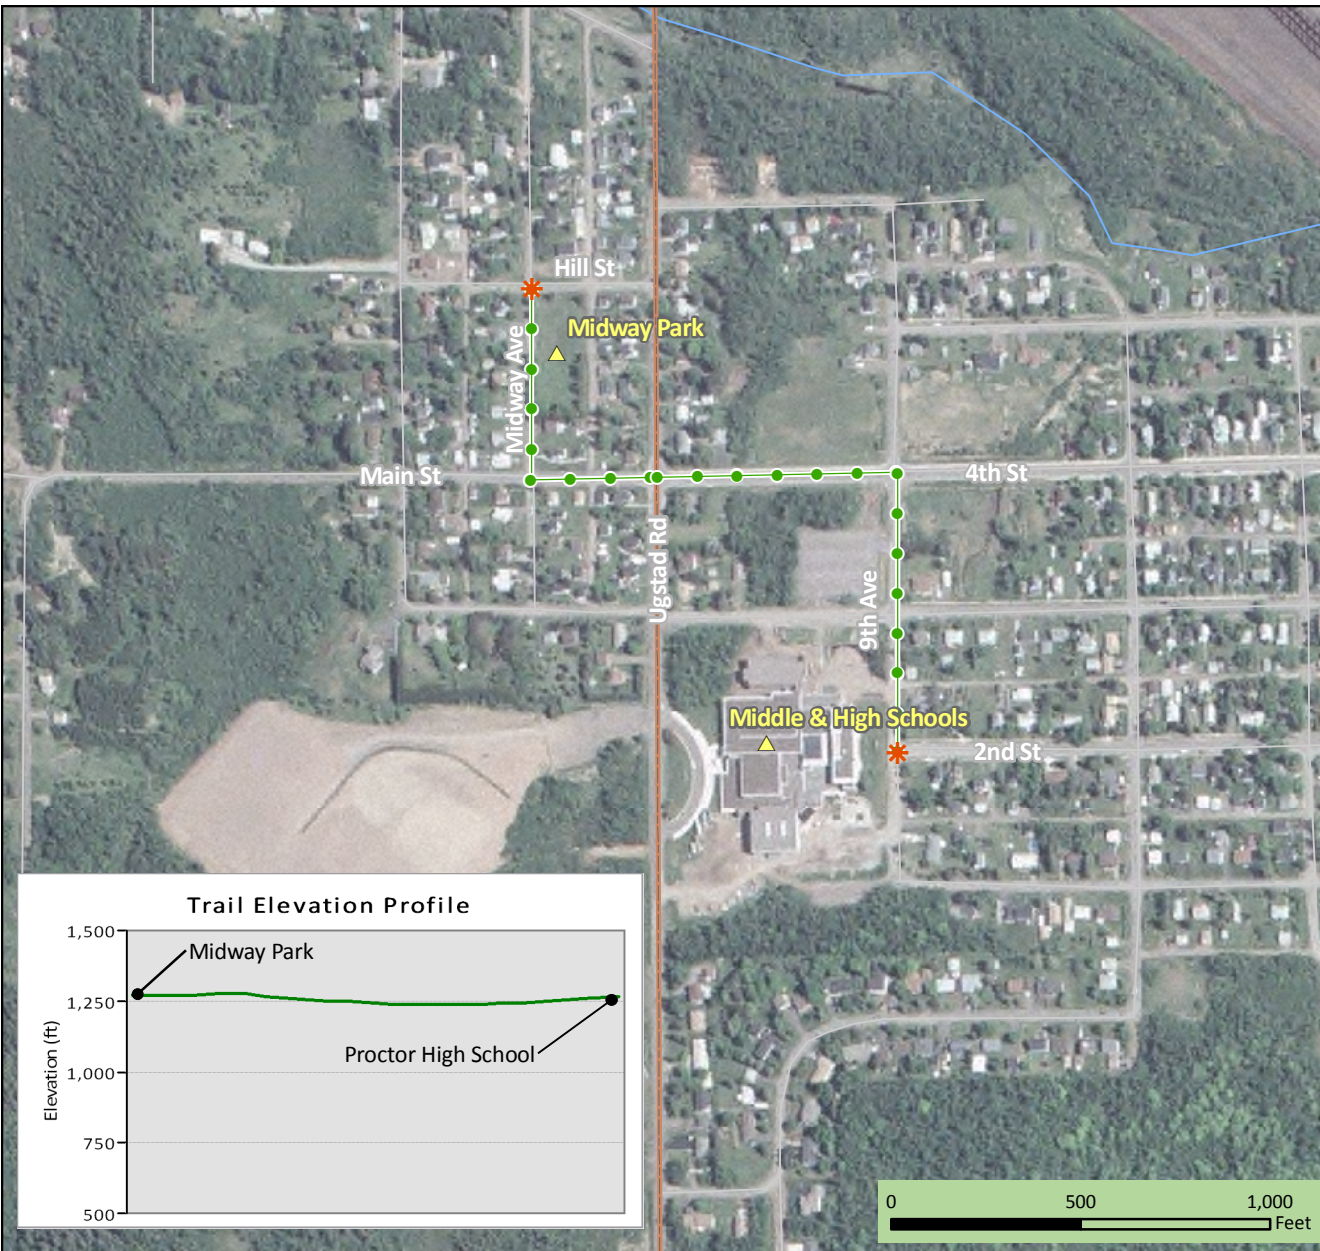 Hill St
Midway Park
Midway Ave
Main St
4th St
Ugstad Rd
9th Ave
Middle & High Schools
2nd St
Trail Elevation Profile
1,500
Midway Park
1,250
Proctor High School
1,000
Elevation (ft)
750
500
0 500 1,000
Feet